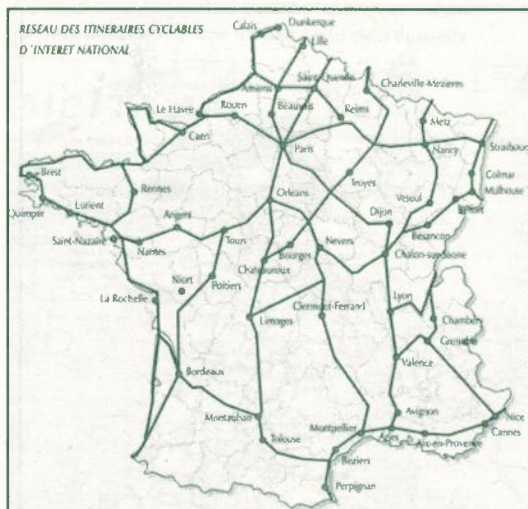 RESEAU DES ITINERAIRES CYCLABLES
D'INTERET NATIONAL
Dunkerque
Calais
Lille
Amiens
Saint-Quentin
Charleville-Mezieres
Le Havre
Rouen
Beauvais
Reims
Metz
Caen
Paris
Nancy
Strasbourg
Brest
Rennes
Troyes
Colmar
Quimper
Lorient
Orleans
Vesoul
Mulhouse
Angers
Dijon
Belfort
Saint-Nazaire
Nantes
Tours
Bourges
Nevers
Besançon
Chalon-sur-Saone
Chateauroux
Niort
Poitiers
La Rochelle
Lyon
Limoges
Clermont-Ferrand
Chambery
Grenoble
Valence
Bordeaux
Avignon
Montauban
Montpellier
Nice
Toulouse
Arles
Aix-en-Provence
Cannes
Beziers
Perpignan